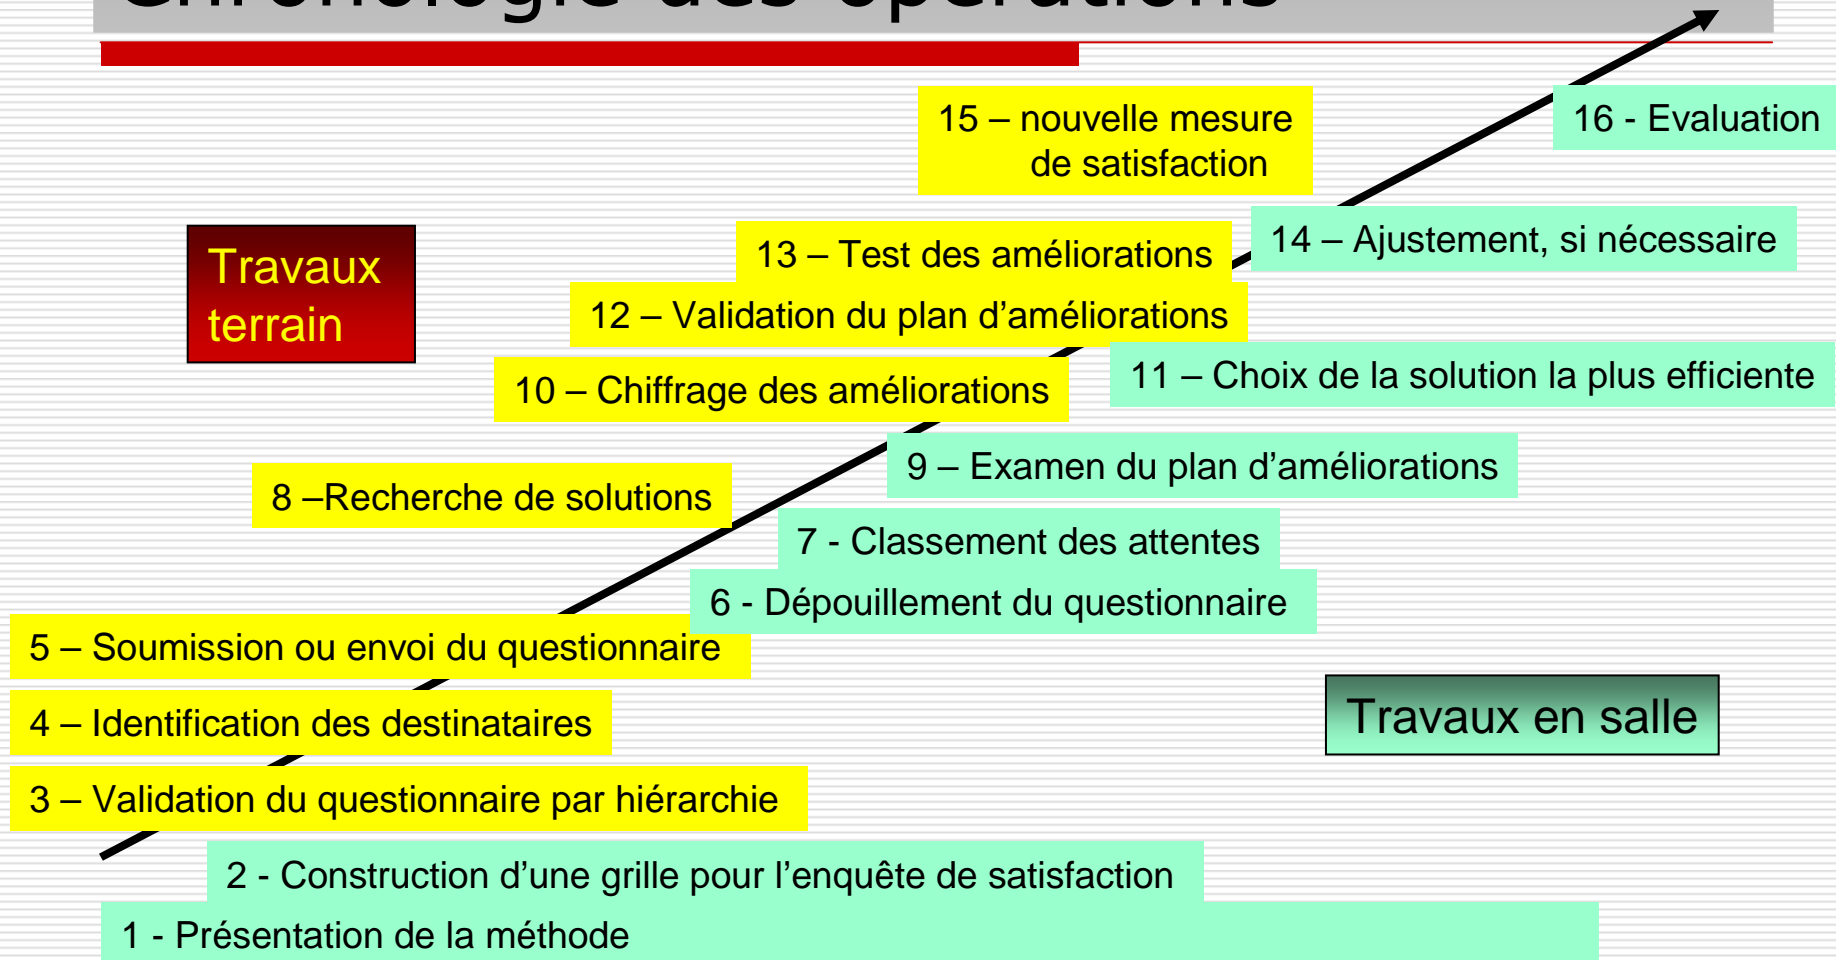 Chronologie des opérations
15 – nouvelle mesure
de satisfaction
16 - Evaluation
Travaux
terrain
13 – Test des améliorations
14 – Ajustement, si nécessaire
12 – Validation du plan d’améliorations
10 – Chiffrage des améliorations
11 – Choix de la solution la plus efficiente
9 – Examen du plan d’améliorations
8 –Recherche de solutions
7 - Classement des attentes
6 - Dépouillement du questionnaire
5 – Soumission ou envoi du questionnaire
4 – Identification des destinataires
Travaux en salle
3 – Validation du questionnaire par hiérarchie
2 - Construction d’une grille pour l’enquête de satisfaction
1 - Présentation de la méthode